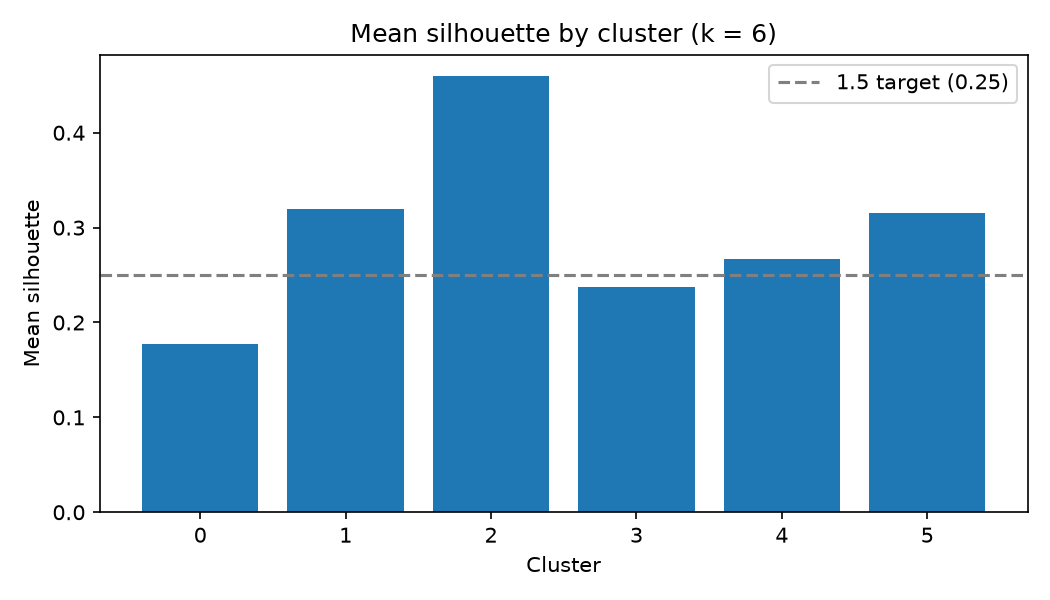 Mean silhouette by cluster (k = 6)
1.5 target (0.25)
Mean silhouette
0.4
0.3
0.2
0.1
0.0
0 1 2 3 4 5
Cluster